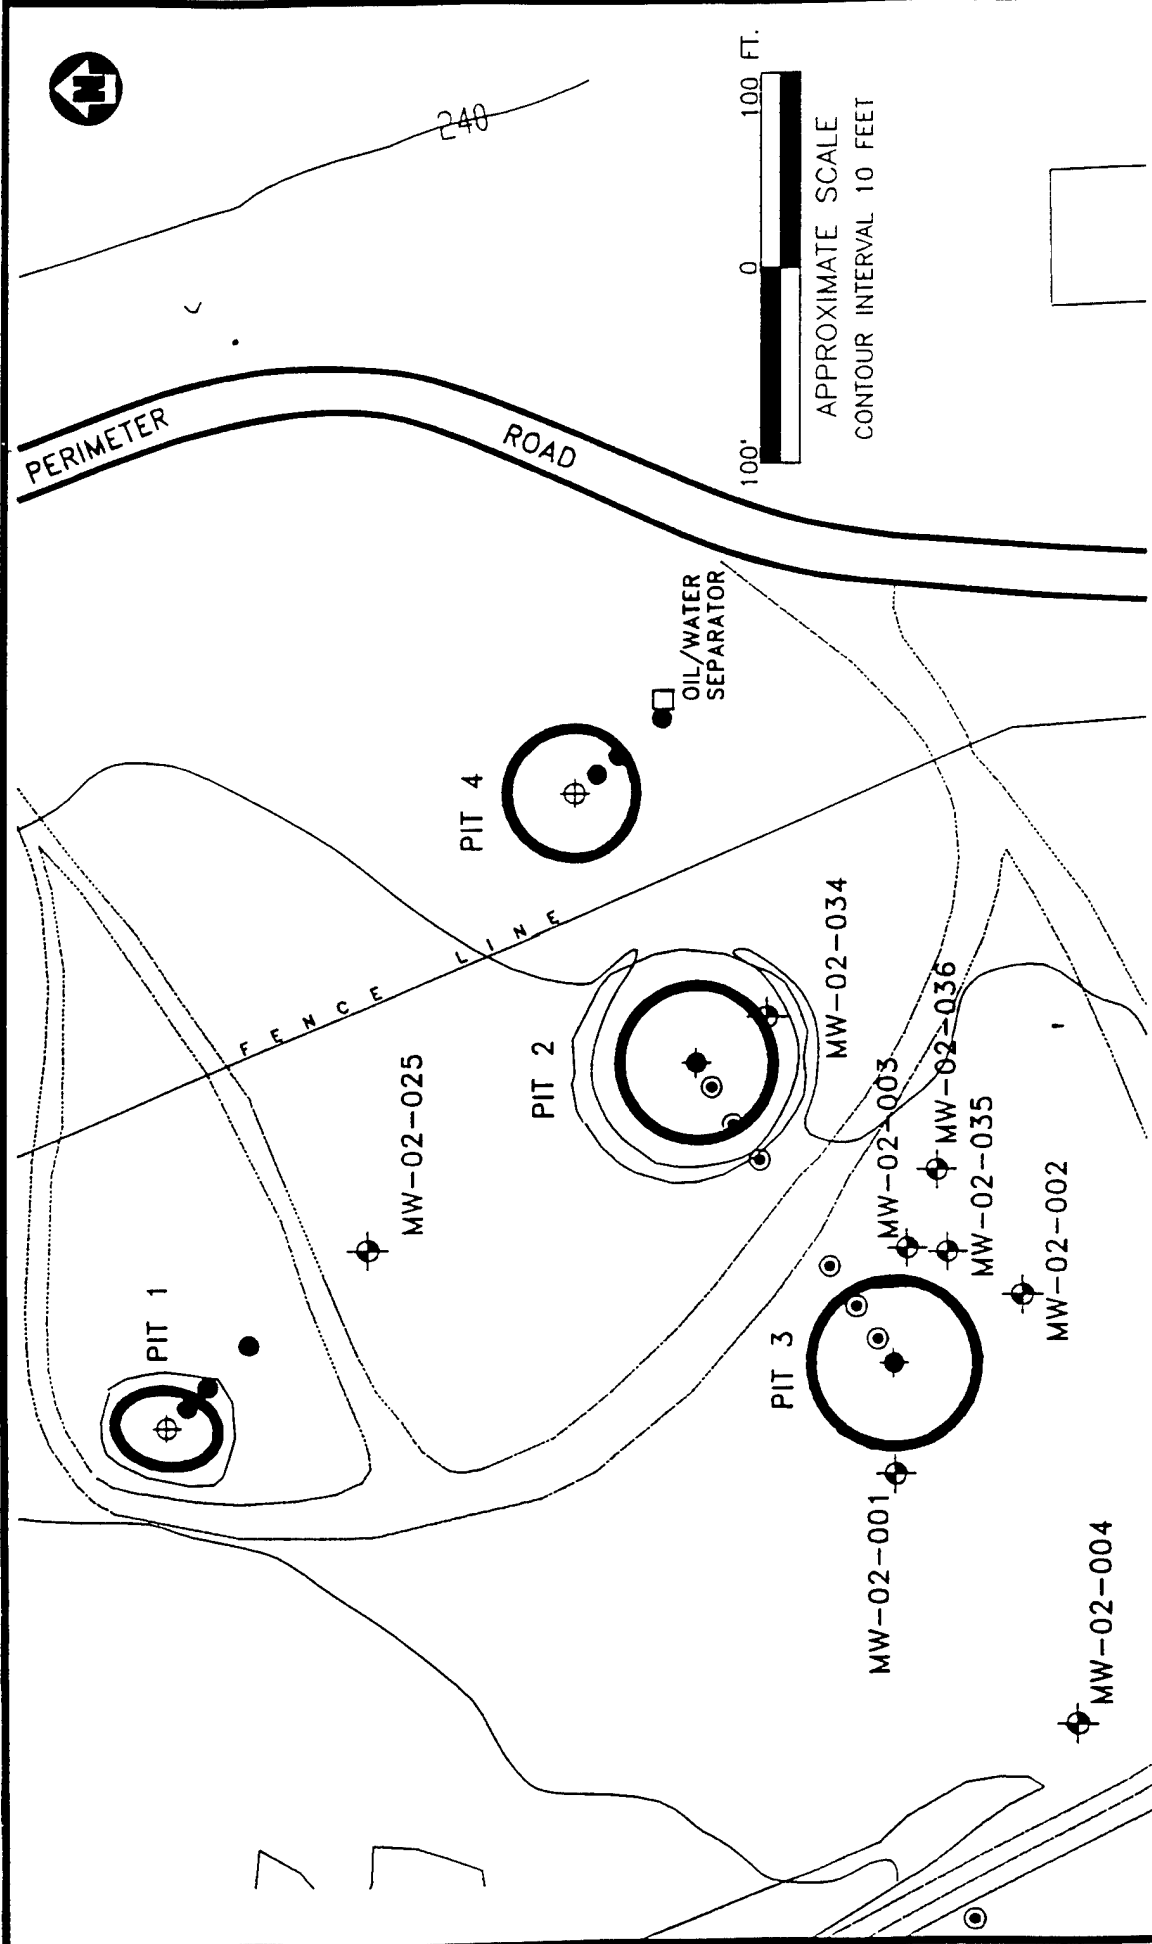 N
240
PERIMETER
ROAD
100' 0 100 FT.
APPROXIMATE SCALE
CONTOUR INTERVAL 10 FEET
OIL/WATER
SEPARATOR
PIT 4
FENCE LINE
MW-02-025
PIT 2
MW-02-034
PIT 1
MW-02-003
MW-02-036
MW-02-035
MW-02-002
PIT 3
MW-02-001
MW-02-004